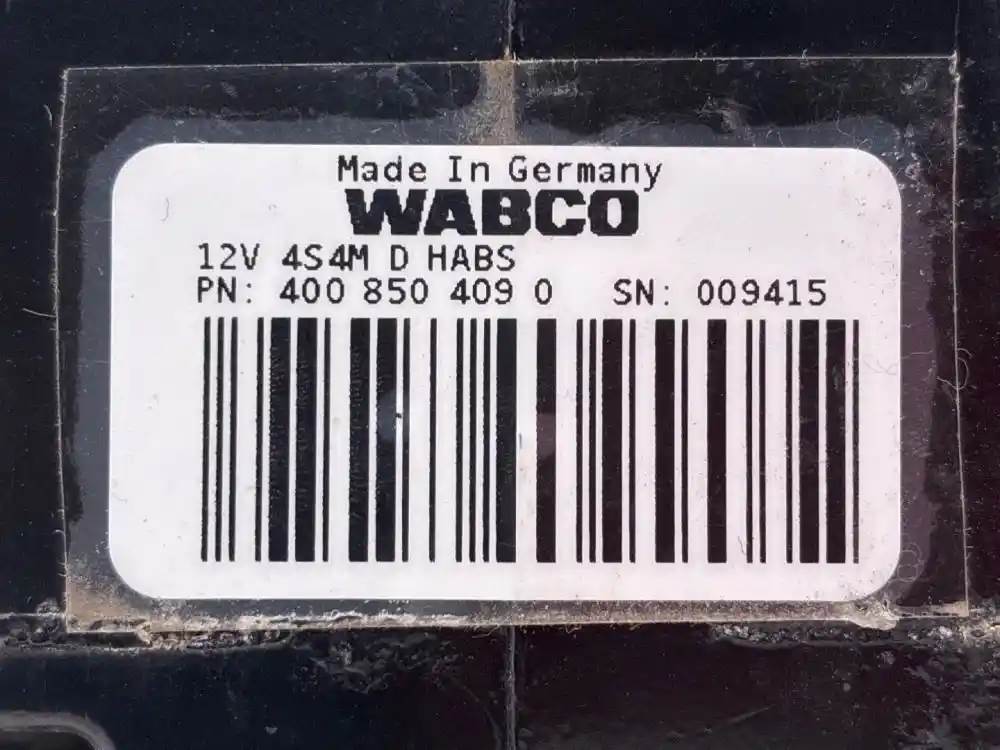 Made In Germany
WABCO
12V 4S4M D HABS
PN: 400 850 409 0 SN: 009415